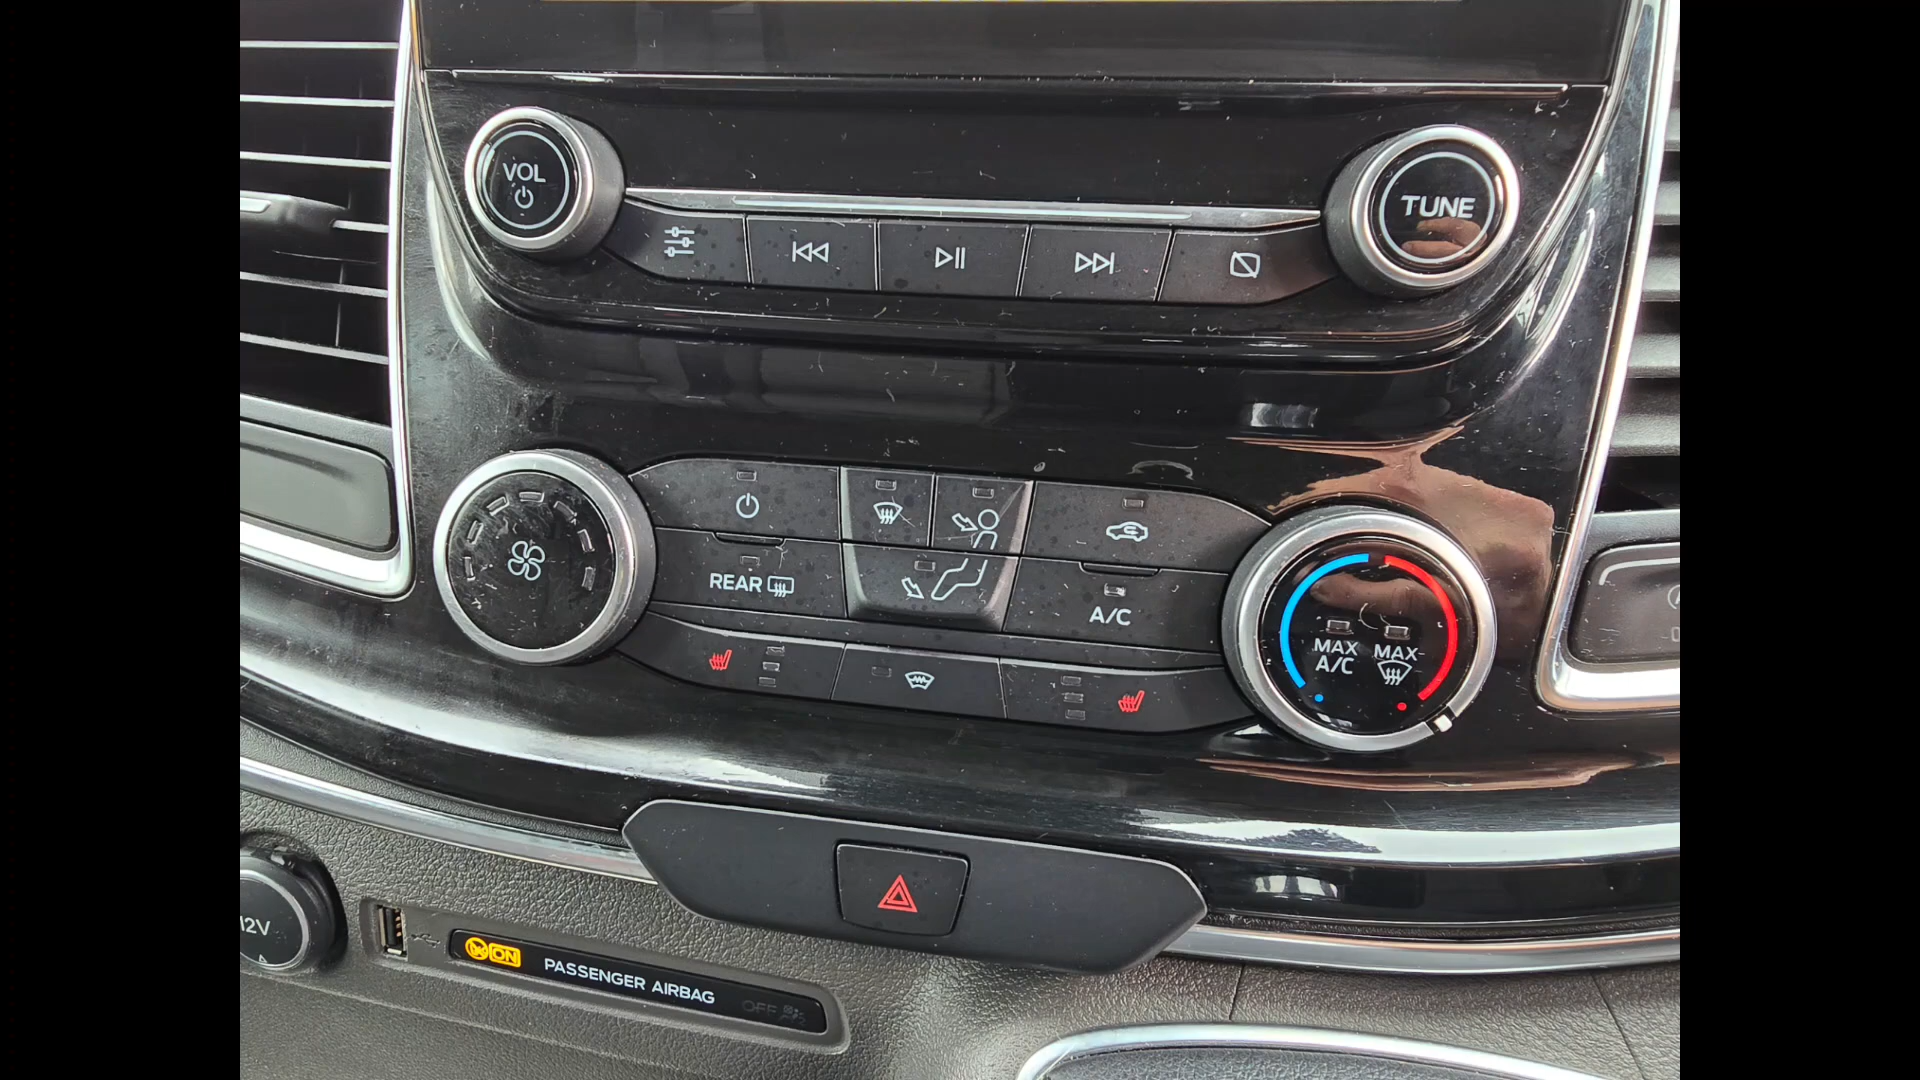 VOL
TUNE
REAR
A/C
MAX
A/C
MAX
12V
ON
PASSENGER AIRBAG
OFF